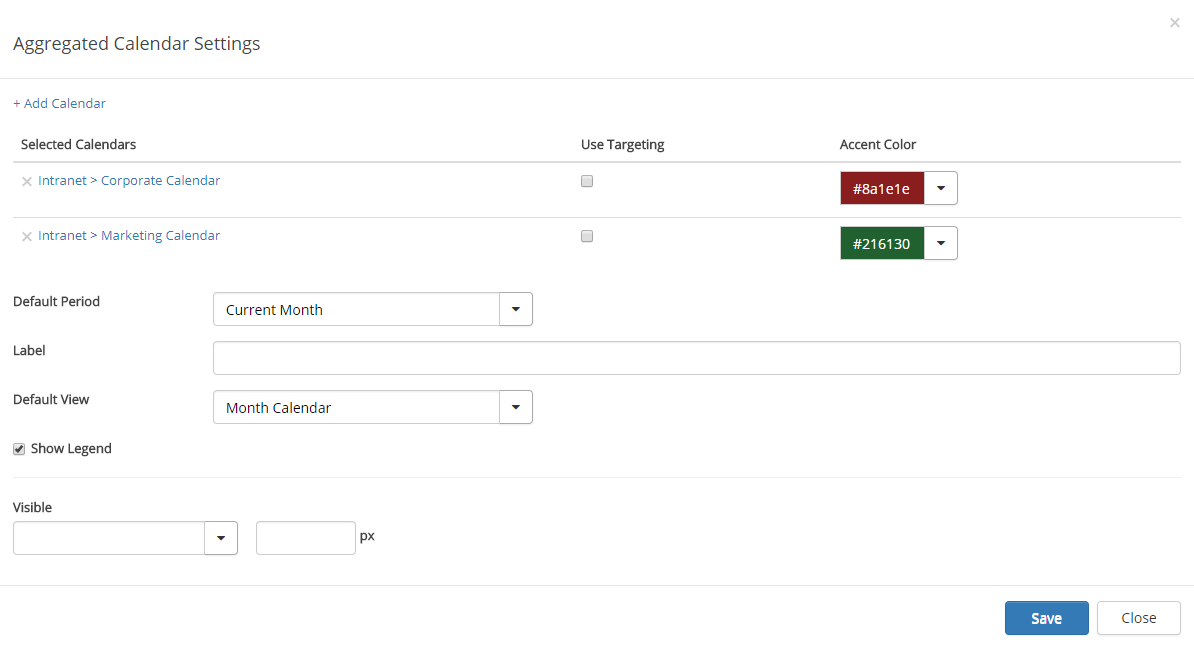 Aggregated Calendar Settings
+ Add Calendar
Selected Calendars Use Targeting Accent Color
Intranet > Corporate Calendar #8a1e1e
Intranet > Marketing Calendar #216130
Default Period Current Month
Label
Default View Month Calendar
Show Legend
Visible
px
Save Close